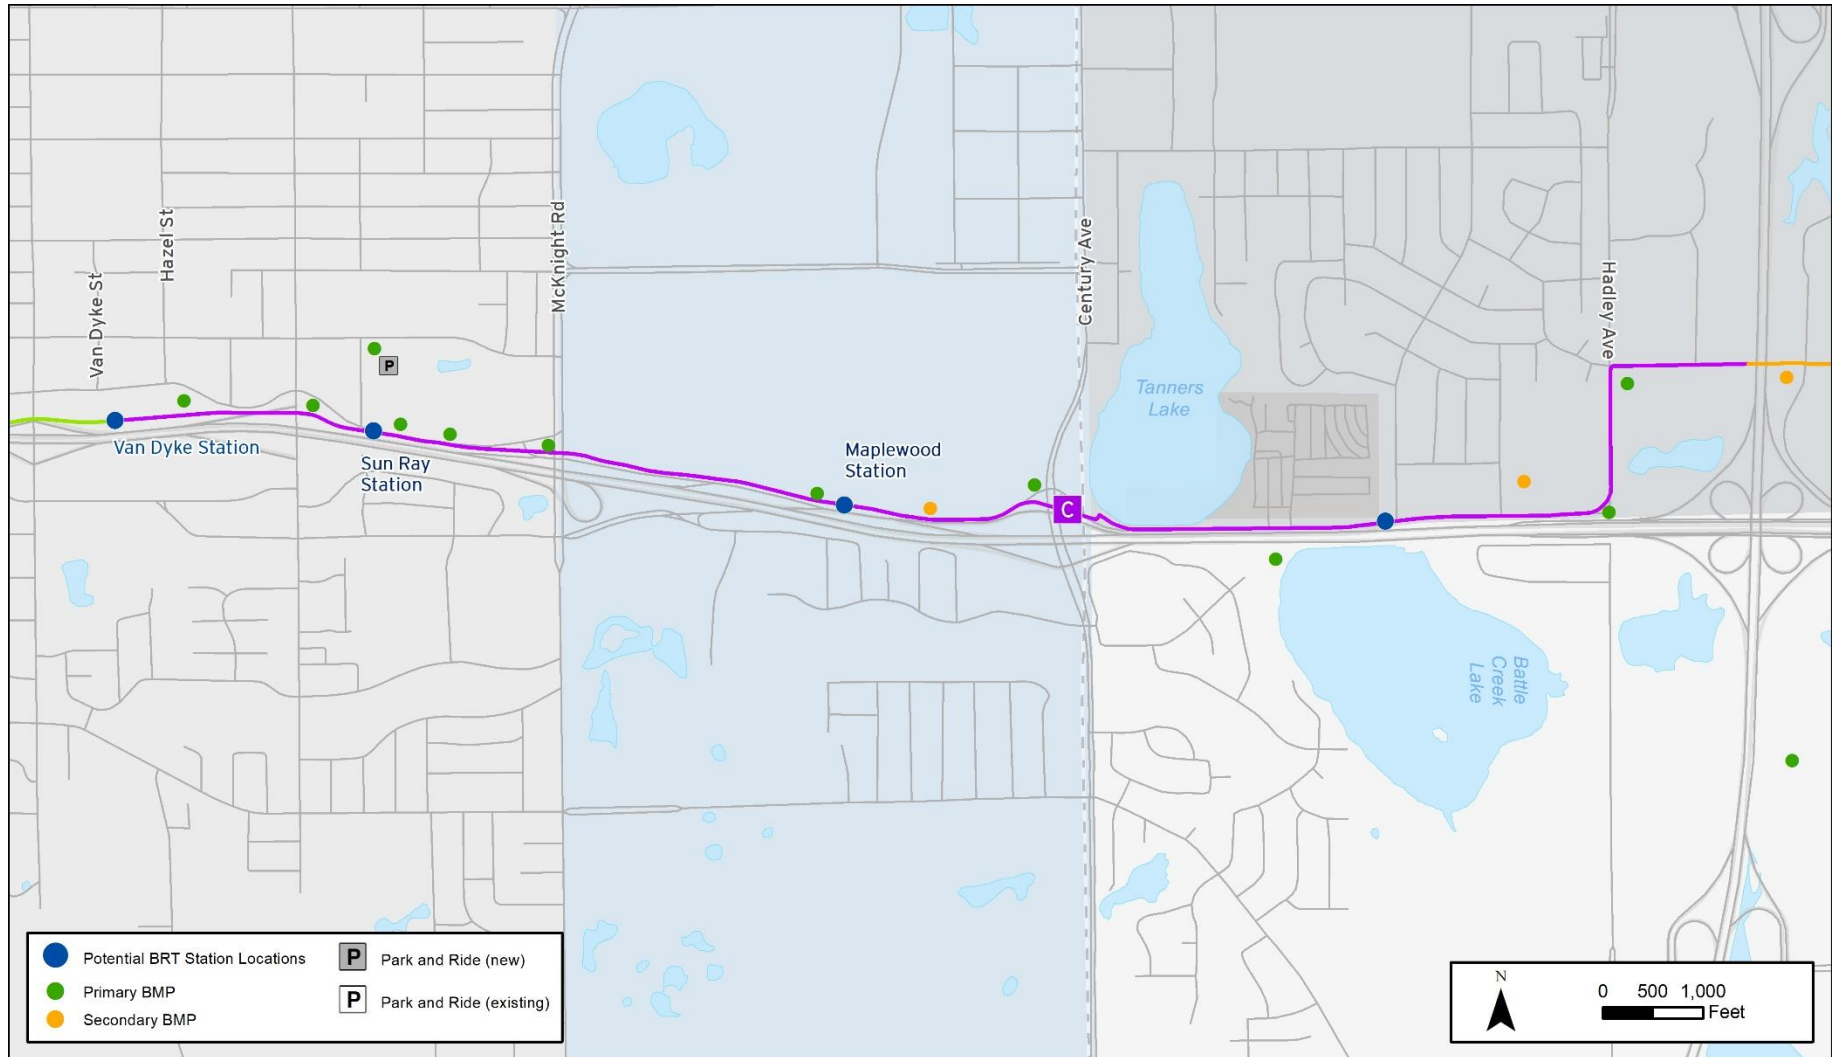 Hazel St
Van Dyke St
McKnight Rd
Century Ave
Hadley Ave
P
Tanners
Lake
Van Dyke Station
Sun Ray
Station
Maplewood
Station
C
Battle
Creek
Lake
Potential BRT Station Locations
Primary BMP
Secondary BMP
P
Park and Ride (new)
P
Park and Ride (existing)
N
0 500 1,000
Feet